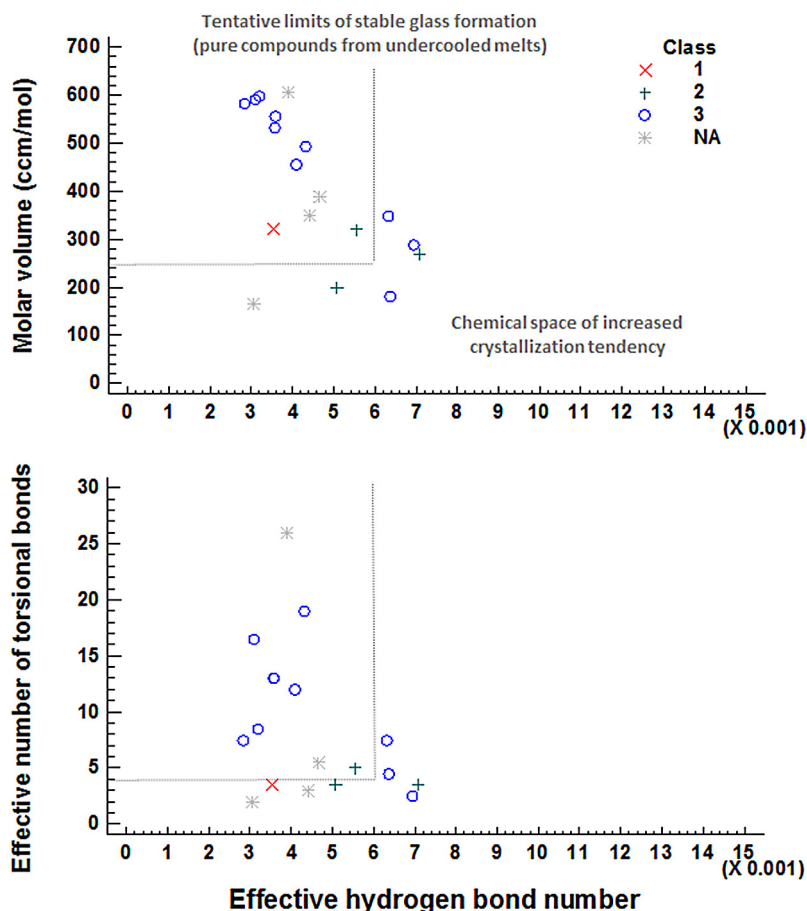 Tentative limits of stable glass formation
(pure compounds from undercooled melts)
Class
1
2
3
NA
Molar volume (ccm/mol)
700
600
500
400
300
200
100
0
Chemical space of increased
crystallization tendency
0 1 2 3 4 5 6 7 8 9 10 11 12 13 14 15
(X 0.001)
Effective number of torsional bonds
30
25
20
15
10
5
0
0 1 2 3 4 5 6 7 8 9 10 11 12 13 14 15
(X 0.001)
Effective hydrogen bond number